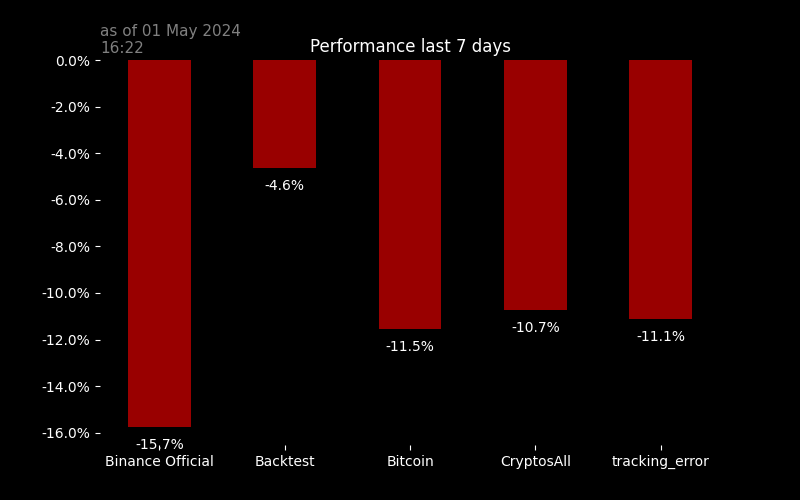 as of 01 May 2024
16:22
Performance last 7 days
0.0%
-2.0%
-4.0%
-6.0%
-8.0%
-10.0%
-12.0%
-14.0%
-16.0%
-15.7%
-4.6%
-11.5%
-10.7%
-11.1%
Binance Official
Backtest
Bitcoin
CryptosAll
tracking_error